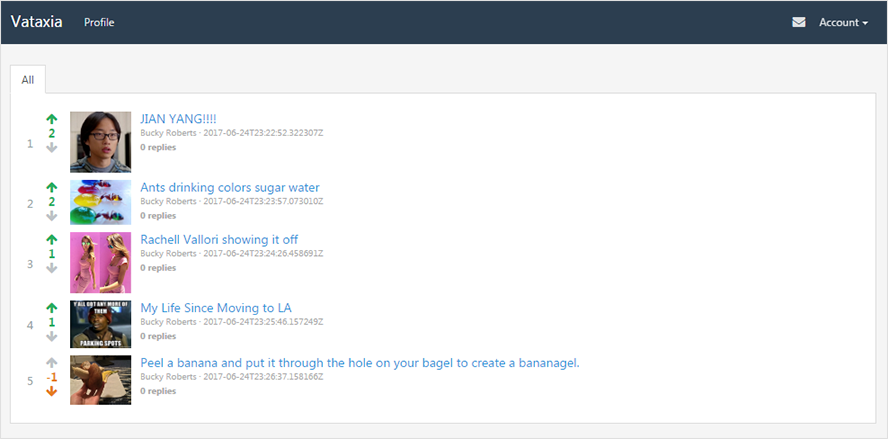 Vataxia Profile Account
All
1
2
JIAN YANG!!!!
Bucky Roberts · 2017-06-24T23:22:52.322307Z
0 replies
2
2
Ants drinking colors sugar water
Bucky Roberts · 2017-06-24T23:23:57.073010Z
0 replies
3
1
Rachell Vallori showing it off
Bucky Roberts · 2017-06-24T23:24:26.458691Z
0 replies
4
1
Y'ALL GOT ANY MORE OF
THEM
PARKING SPOTS
My Life Since Moving to LA
Bucky Roberts · 2017-06-24T23:25:46.157249Z
0 replies
5
-1
Peel a banana and put it through the hole on your bagel to create a bananagel.
Bucky Roberts · 2017-06-24T23:26:37.158166Z
0 replies